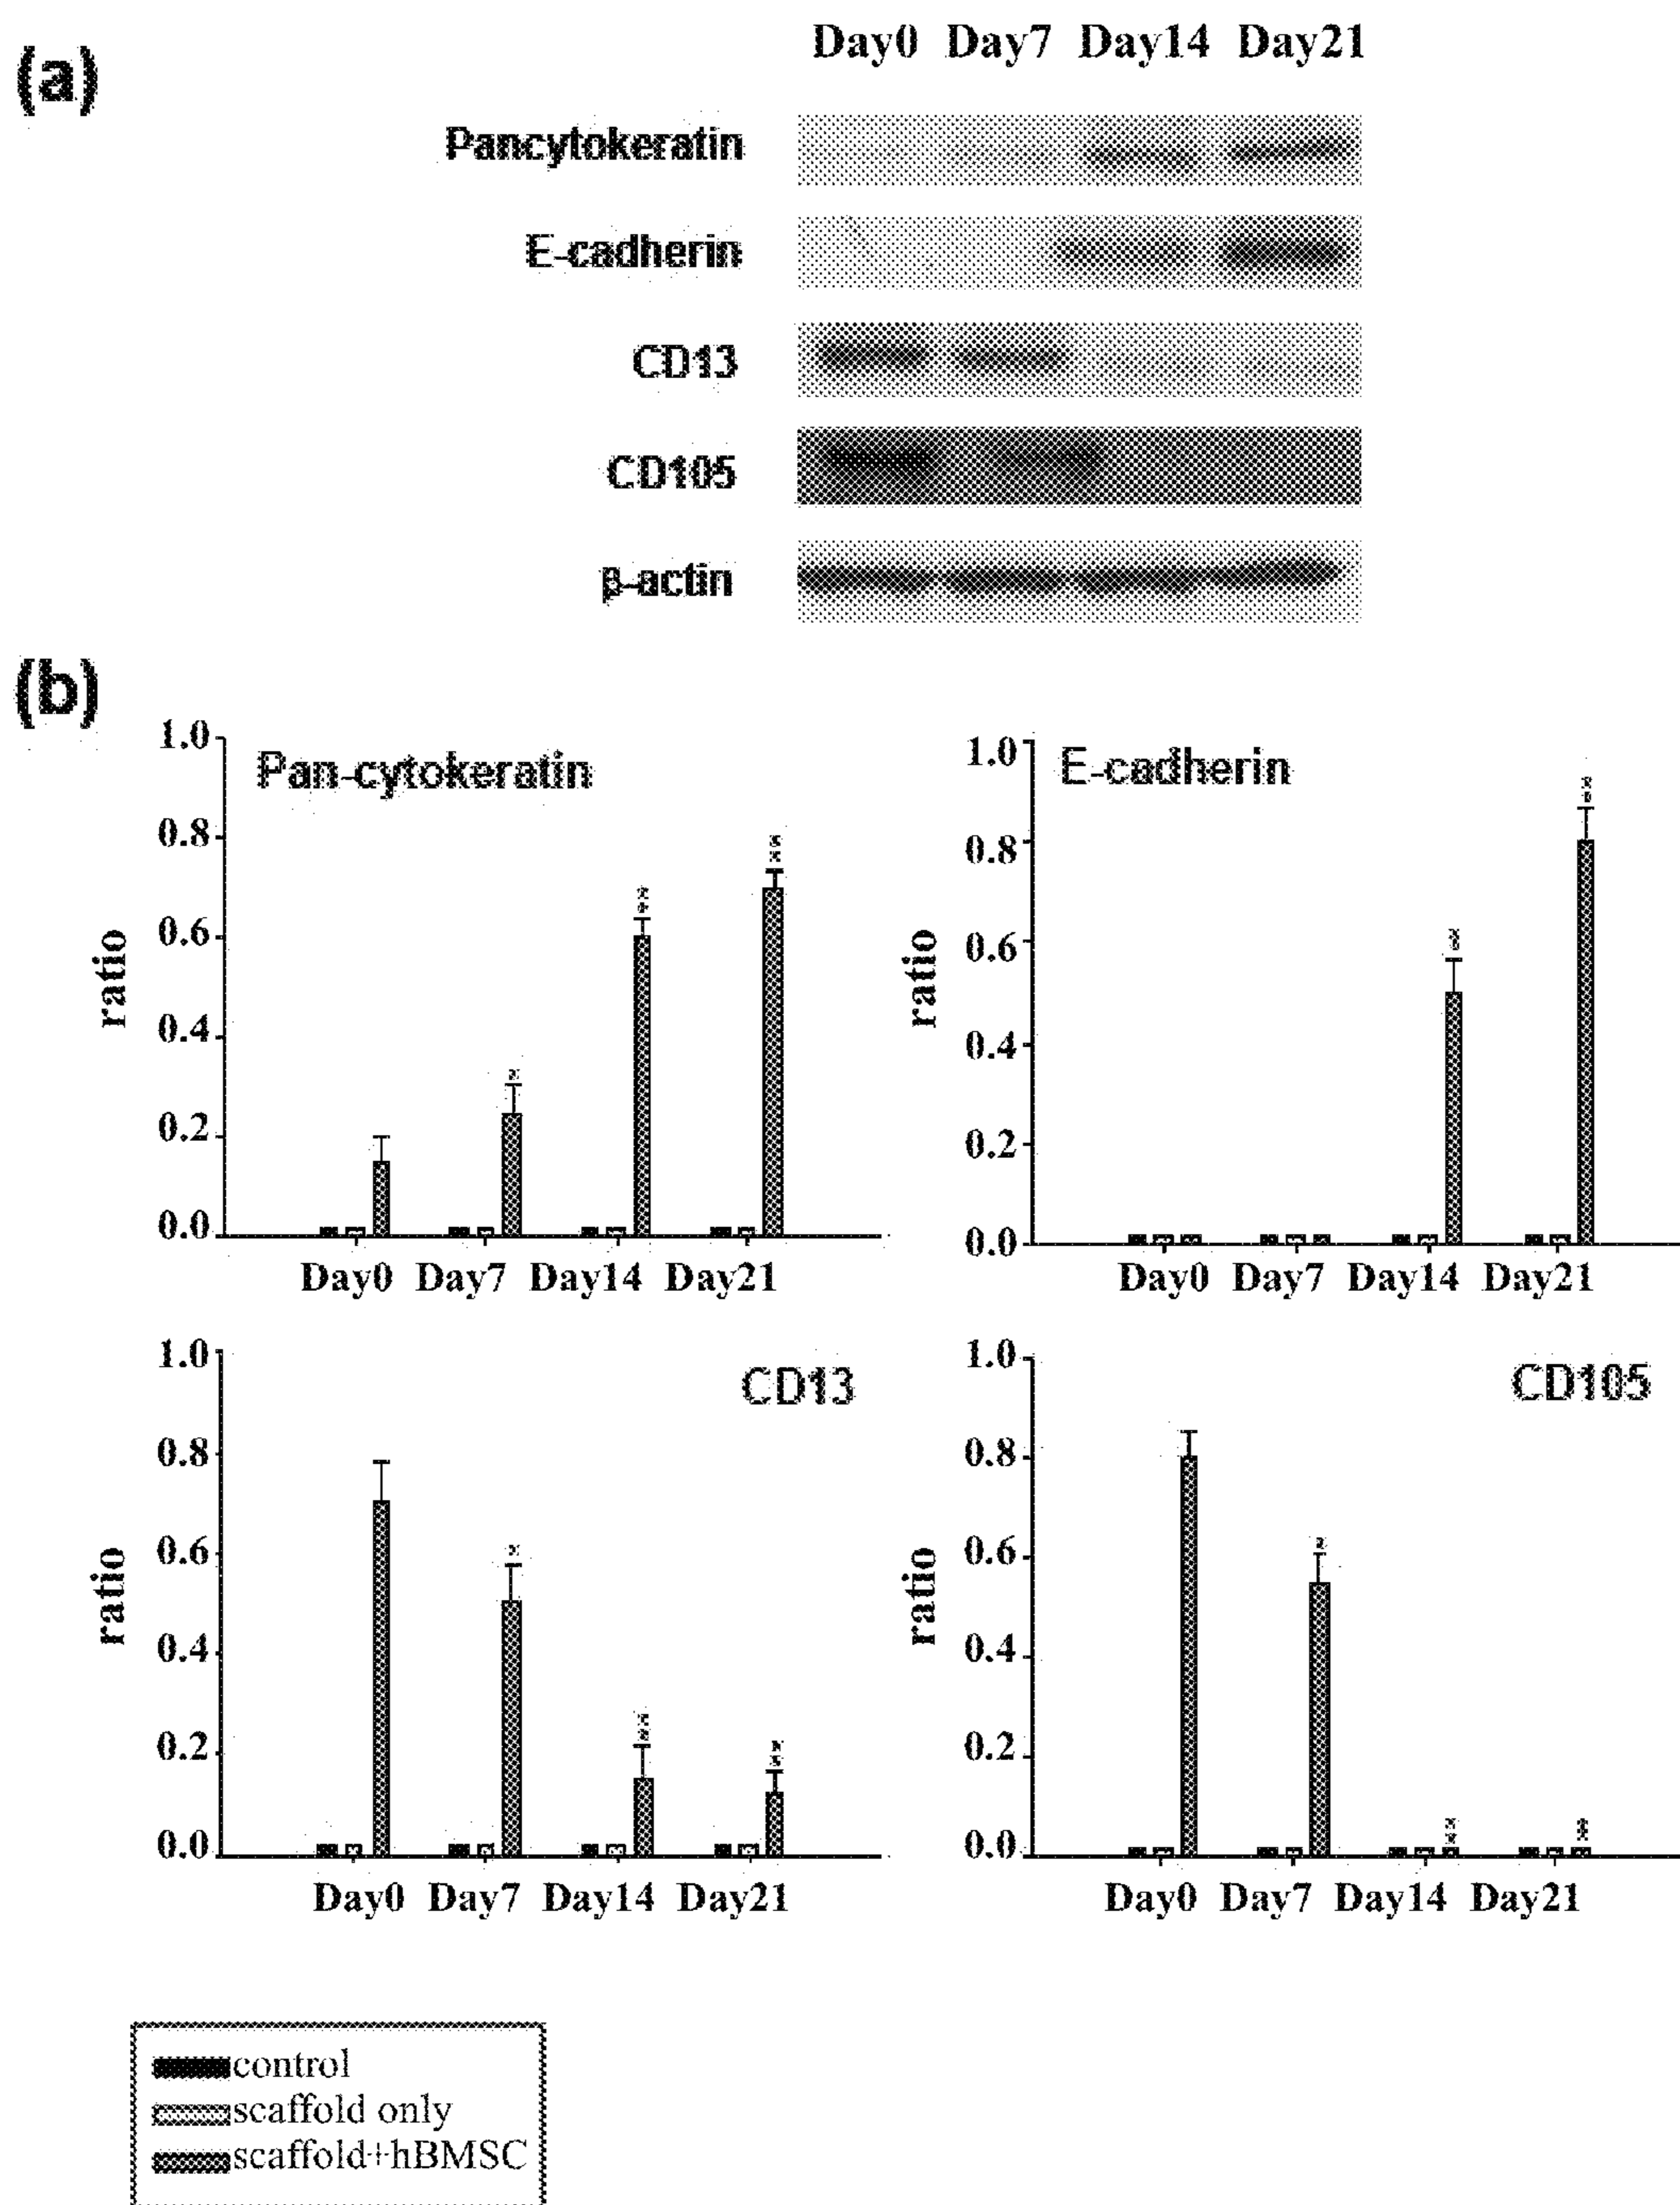 (a)
Day0 Day7 Day14 Day21
Pancytokeratin
E-cadherin
CD13
CD105
β-actin
(b)
Pan-cytokeratin
1.0
0.8
0.6
0.4
0.2
0.0
ratio
Day0 Day7 Day14 Day21
E-cadherin
1.0
0.8
0.6
0.4
0.2
0.0
ratio
Day0 Day7 Day14 Day21
CD13
1.0
0.8
0.6
0.4
0.2
0.0
ratio
Day0 Day7 Day14 Day21
CD105
1.0
0.8
0.6
0.4
0.2
0.0
ratio
Day0 Day7 Day14 Day21
control
scaffold only
scaffold+hBMSC